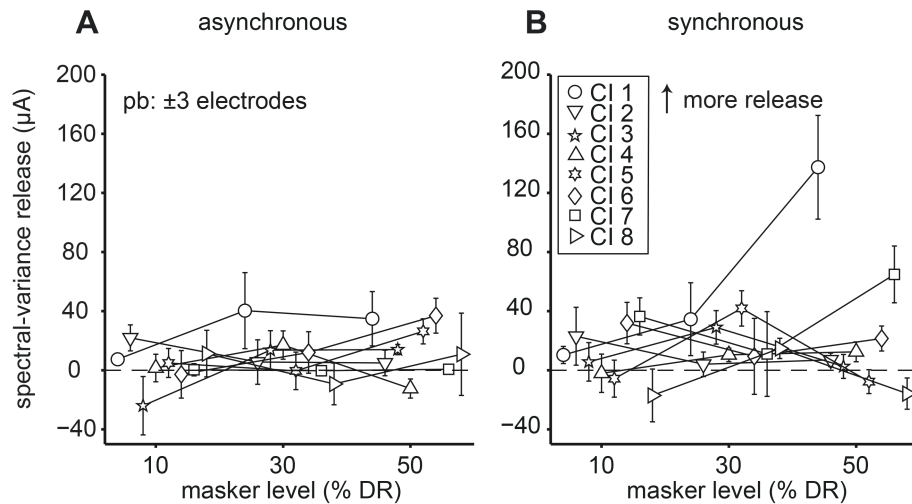 A
asynchronous
B
synchronous
spectral-variance release (µA)
200
160
120
80
40
0
−40
pb: ±3 electrodes
10
30
50
masker level (% DR)
200
160
120
80
40
0
−40
CI 1
CI 2
CI 3
CI 4
CI 5
CI 6
CI 7
CI 8
↑ more release
10
30
50
masker level (% DR)